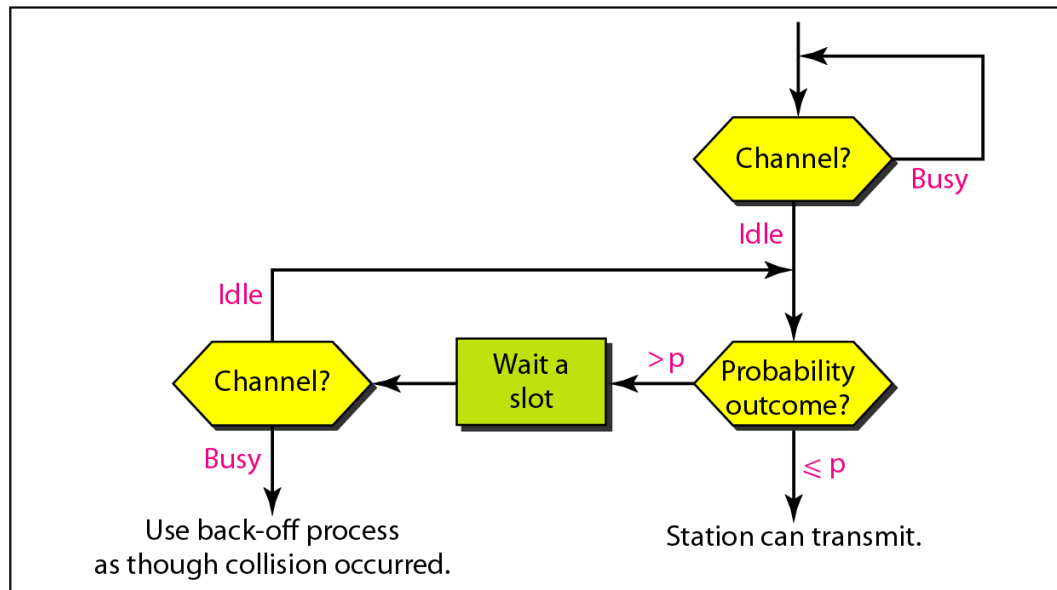 Channel?
Busy
Idle
Idle
Channel?
Wait a
slot
> p
Probability
outcome?
Busy
⩽ p
Use back-off process
as though collision occurred.
Station can transmit.